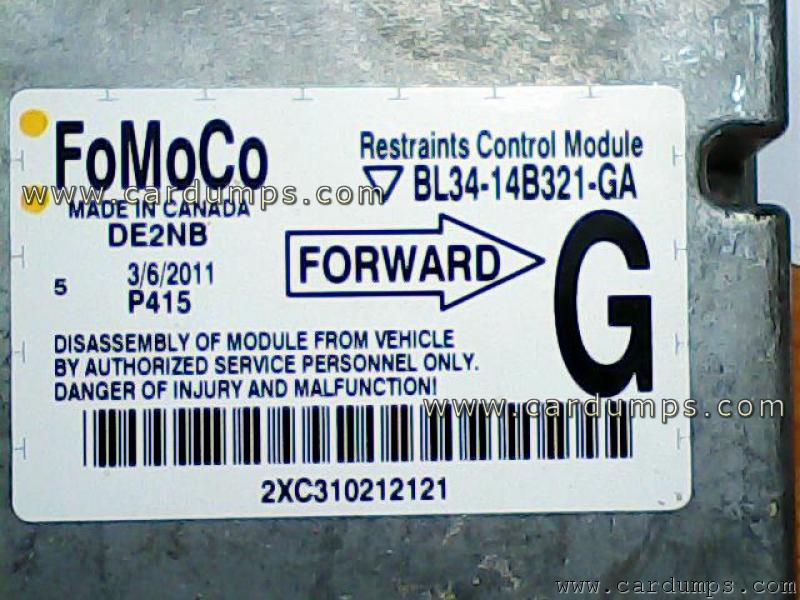 FoMoCo
Restraints Control Module
BL34-14B321-GA
www.cardumps.com
MADE IN CANADA
DE2NB
FORWARD
G
5
3/6/2011
P415
DISASSEMBLY OF MODULE FROM VEHICLE
BY AUTHORIZED SERVICE PERSONNEL ONLY.
DANGER OF INJURY AND MALFUNCTION!
www.cardumps.com
2XC310212121
www.cardumps.com